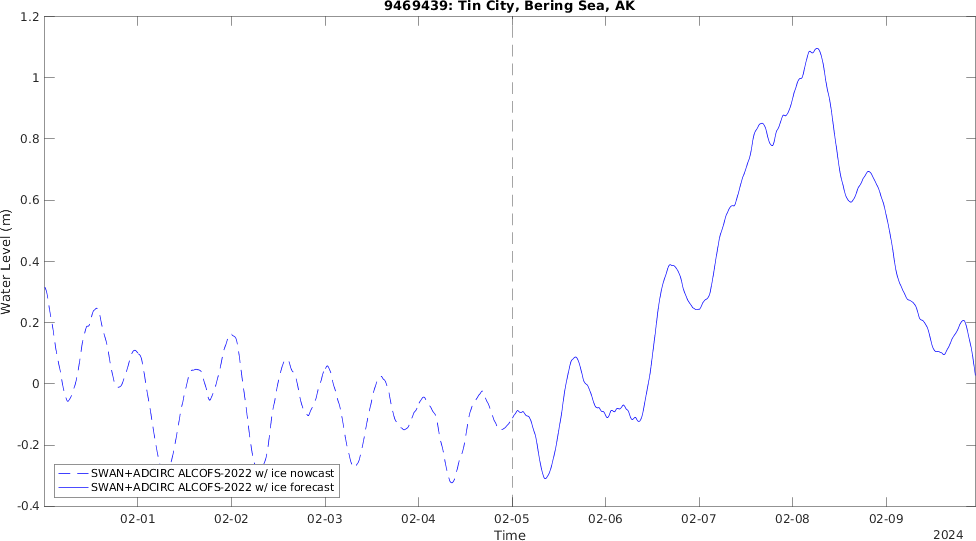 9469439: Tin City, Bering Sea, AK
1.2
1
0.8
0.6
0.4
0.2
0
-0.2
-0.4
Water Level (m)
SWAN+ADCIRC ALCOFS-2022 w/ ice nowcast
SWAN+ADCIRC ALCOFS-2022 w/ ice forecast
02-01 02-02 02-03 02-04 02-05 02-06 02-07 02-08 02-09
Time
2024